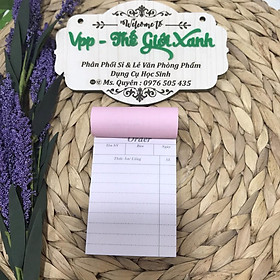 Welcome to
Vpp - Thế Giới Xanh
Phân Phối Sỉ & Lẻ Văn Phòng Phẩm
Dụng Cụ Học Sinh
Ms. Quyên : 0976 505 435
Order